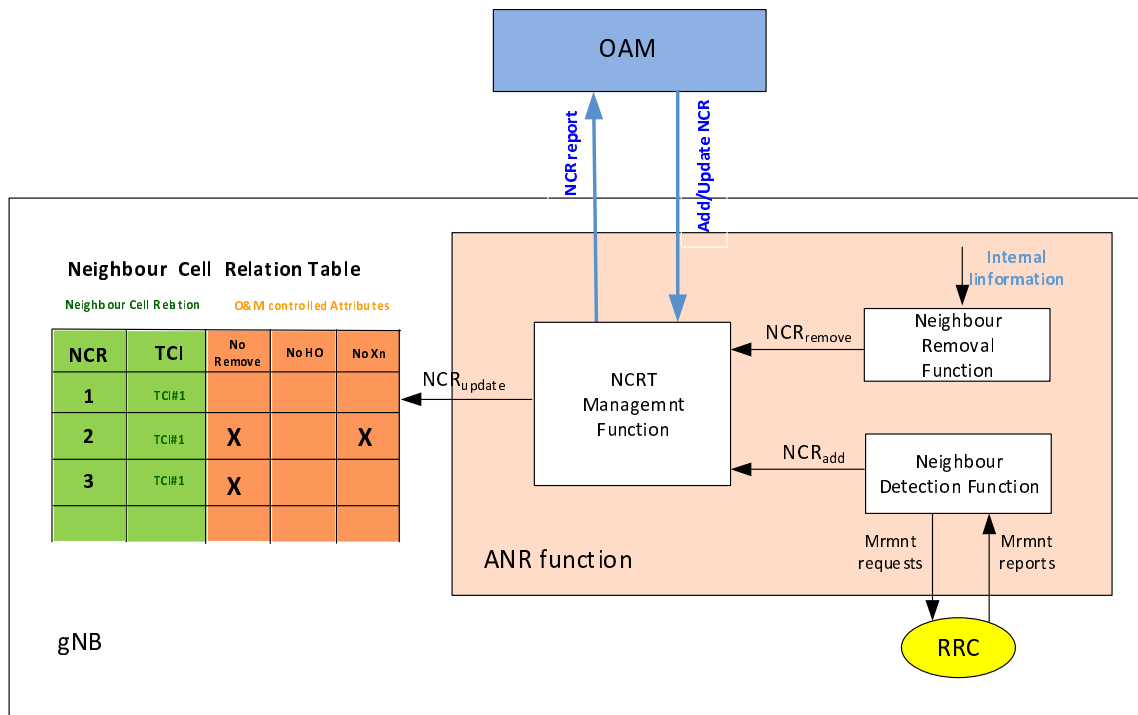 OAM
NCR report
Add/Update NCR
Neighbour Cell Relation Table
Neighbour Cell Relation
O&M controlled Attributes
NCR
TCI
No
Remove
No HO
No Xn
1
TCI#1
2
TCI#1
X
X
3
TCI#1
X
NCRupdate
NCRT
Managemnt
Function
NCRremove
NCRadd
Internal
Iinformation
Neighbour
Removal
Function
Neighbour
Detection Function
Mrmnt
requests
Mrmnt
reports
ANR function
RRC
gNB